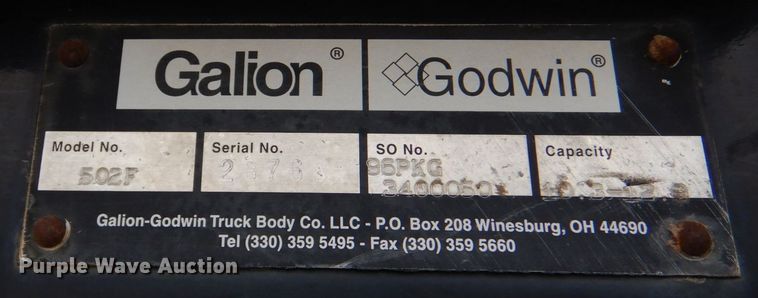 Galion®
Godwin®
Model No.
502F
Serial No.
SO No.
96PKG
Capacity
Galion-Godwin Truck Body Co. LLC - P.O. Box 208 Winesburg, OH 44690
Tel (330) 359 5495 - Fax (330) 359 5660
Purple Wave Auction